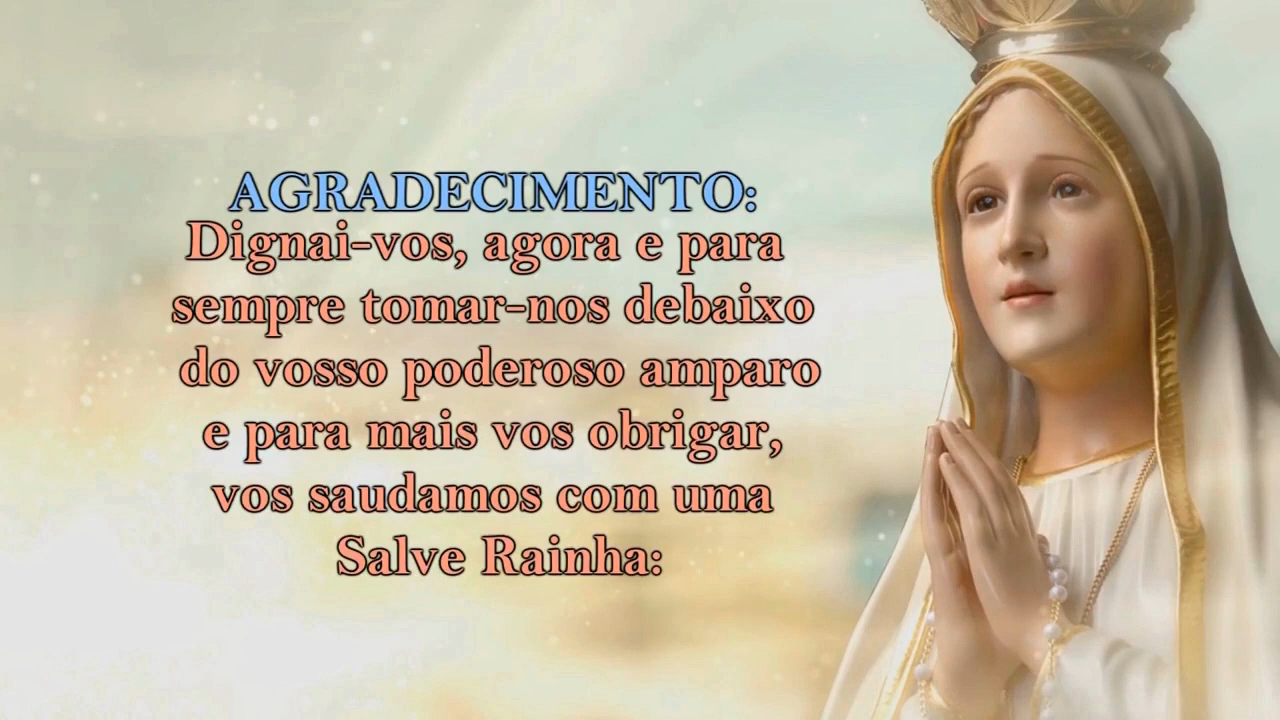 AGRADECIMENTO:
Dignai-vos, agora e para
sempre tomar-nos debaixo
do vosso poderoso amparo
e para mais vos obrigar,
vos saudamos com uma
Salve Rainha: